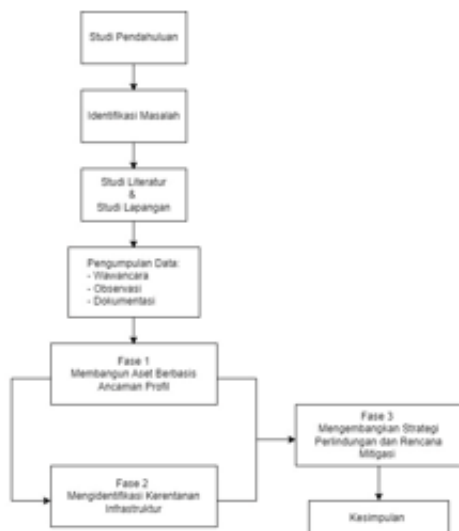 Studi Pendahuluan
Identifikasi Masalah
Studi Literatur
&
Studi Lapangan
Pengumpulan Data:
- Wawancara
- Observasi
- Dokumentasi
Fase 1
Membangun Aset Berbasis
Ancaman Profil
Fase 2
Mengidentifikasi Kerentanan
Infrastruktur
Fase 3
Mengembangkan Strategi
Perlindungan dan Rencana
Mitigasi
Kesimpulan